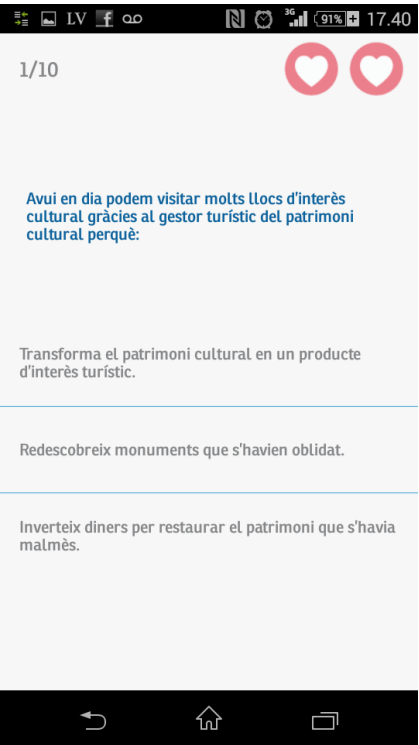 LV f 3G 91% 17.40
1/10
Avui en dia podem visitar molts llocs d'interès
cultural gràcies al gestor turístic del patrimoni
cultural perquè:
Transforma el patrimoni cultural en un producte
d'interès turístic.
Redescobreix monuments que s'havien oblidat.
Inverteix diners per restaurar el patrimoni que s'havia
malmès.